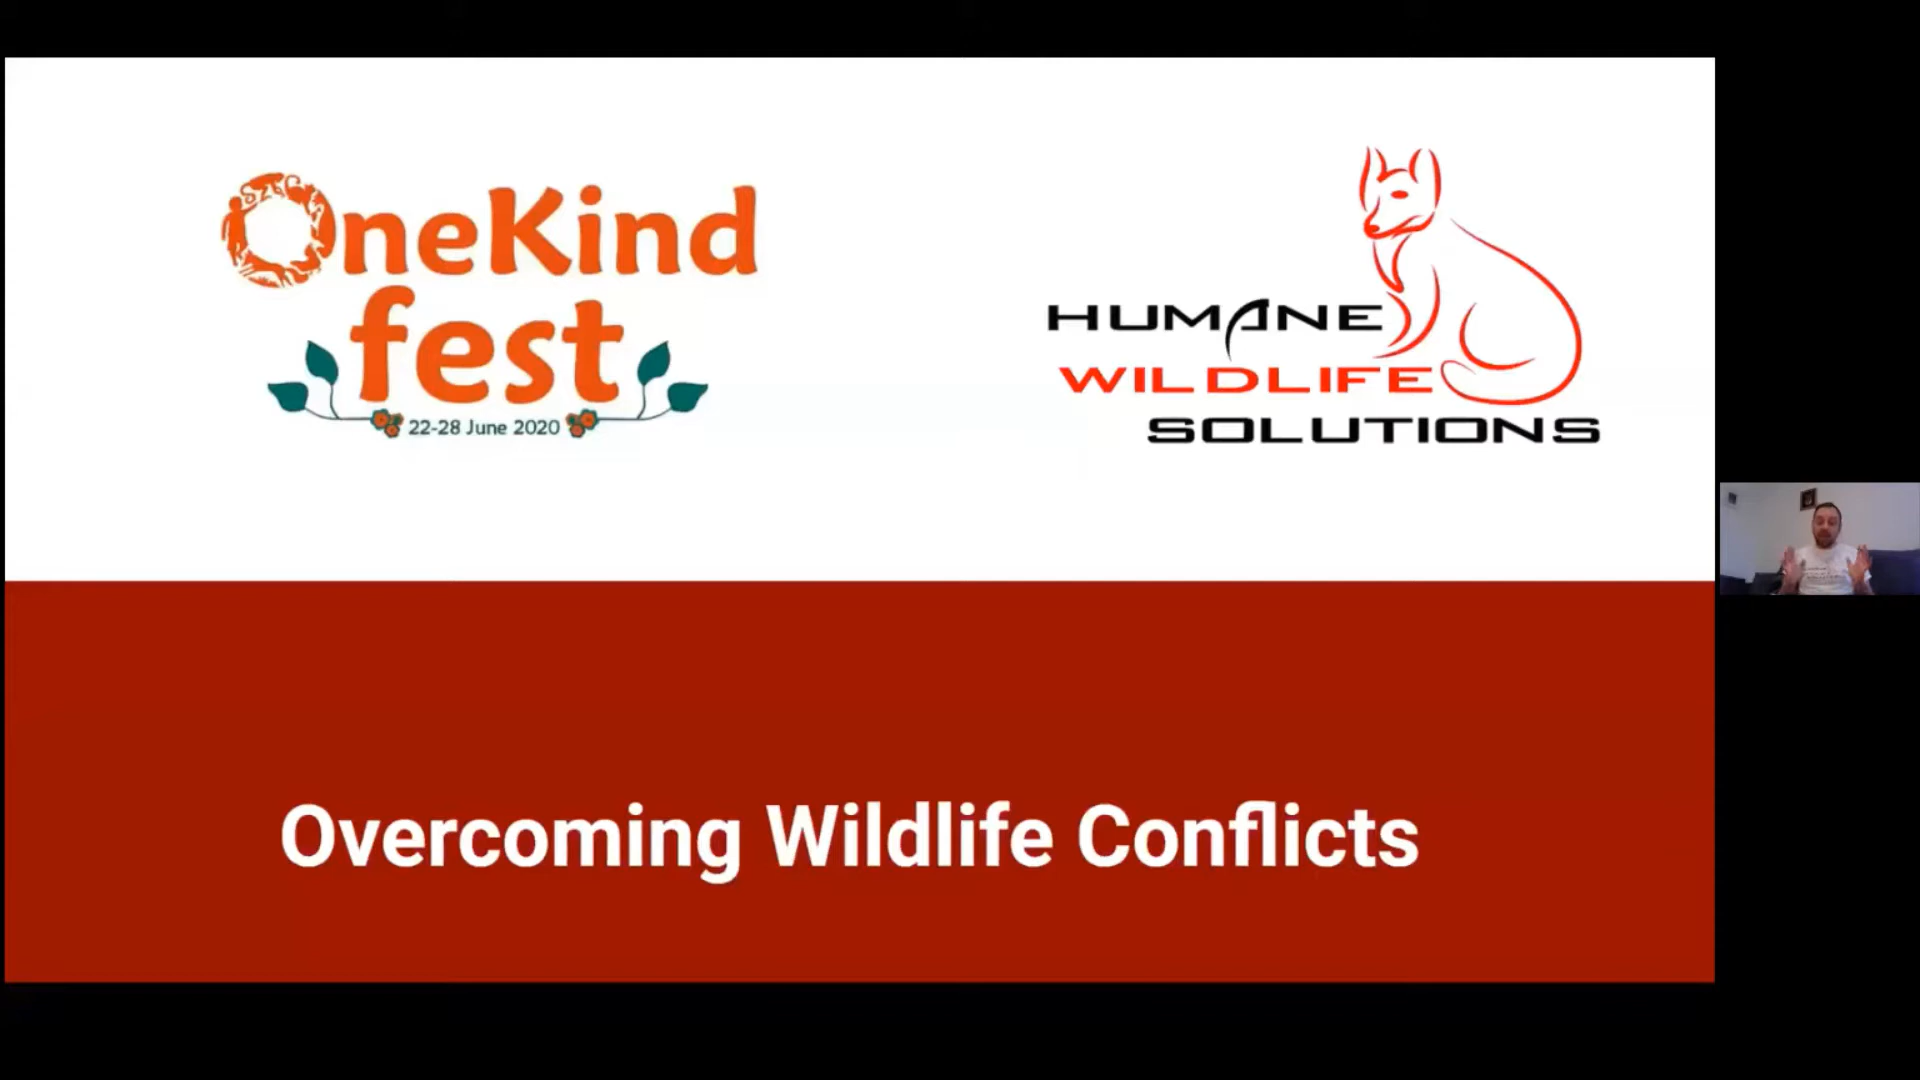 OneKind
fest
22-28 June 2020
HUMANE
WILDLIFE
SOLUTIONS
Overcoming Wildlife Conflicts